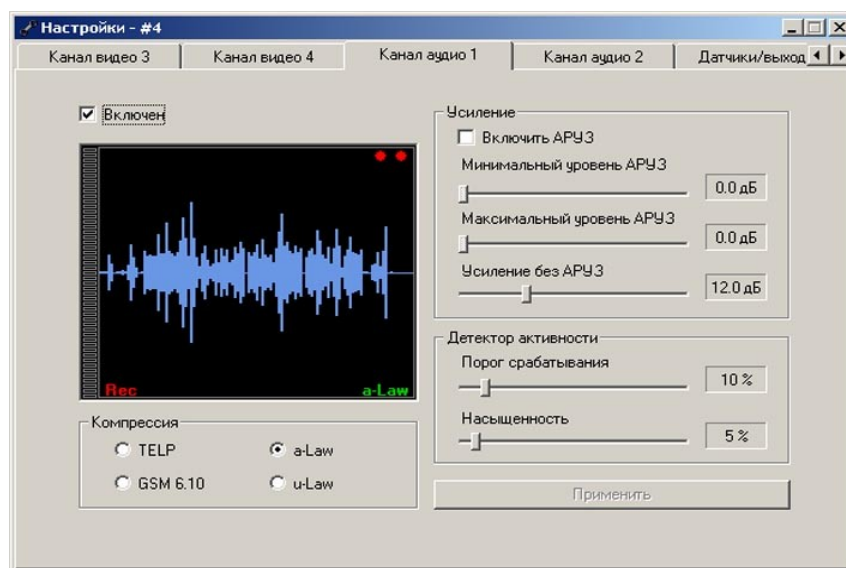 Настройки - #4
Канал видео 3 Канал видео 4 Канал аудио 1 Канал аудио 2 Датчики/выход
Включен
Rec a-Law
Компрессия
TELP a-Law
GSM 6.10 u-Law
Усиление
Включить АРУЗ
Минимальный уровень АРУЗ
0.0 дБ
Максимальный уровень АРУЗ
0.0 дБ
Усиление без АРУЗ
12.0 дБ
Детектор активности
Порог срабатывания
10 %
Насыщенность
5 %
Применить